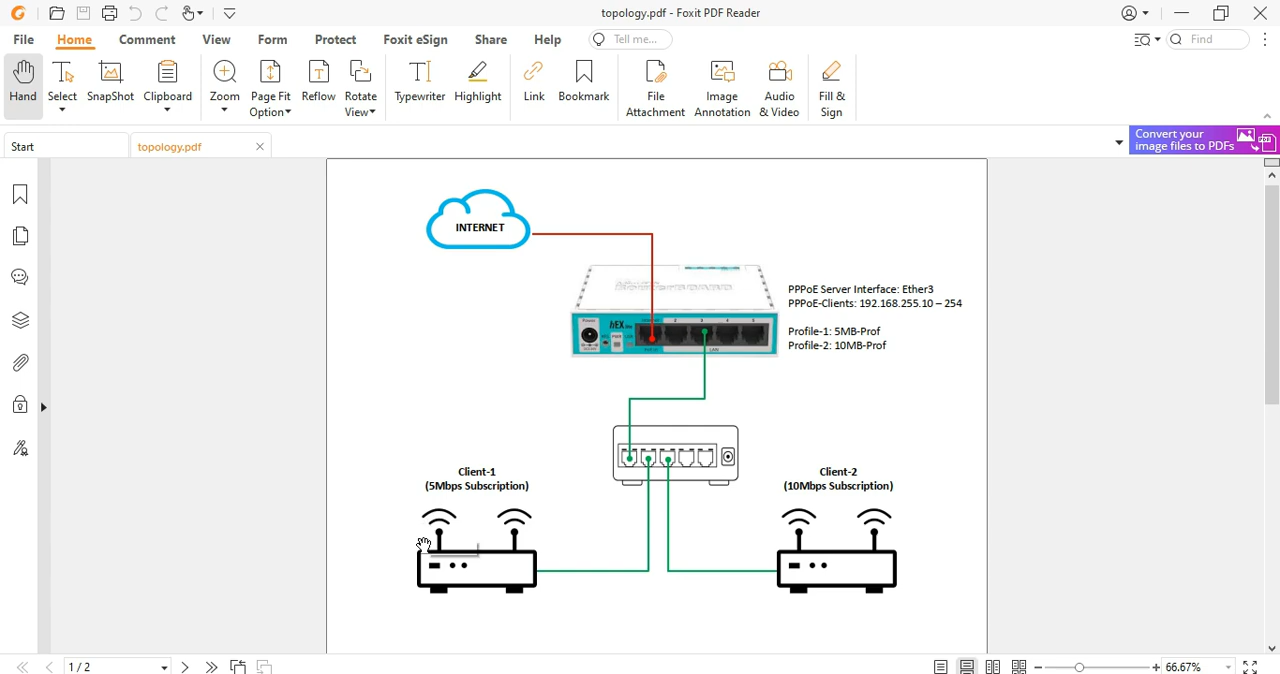 topology.pdf - Foxit PDF Reader
File Home Comment View Form Protect Foxit eSign Share Help Tell me... Find
Hand Select SnapShot Clipboard Zoom Page Fit Option Reflow Rotate View Typewriter Highlight Link Bookmark File Attachment Image Annotation Audio & Video Fill & Sign
Start topology.pdf
Convert your
image files to PDFs
INTERNET
PPPoE Server Interface: Ether3
PPPoE-Clients: 192.168.255.10 – 254
hEX
Profile-1: 5MB-Prof
Profile-2: 10MB-Prof
Client-1
(5Mbps Subscription)
Client-2
(10Mbps Subscription)
1 / 2
66.67%